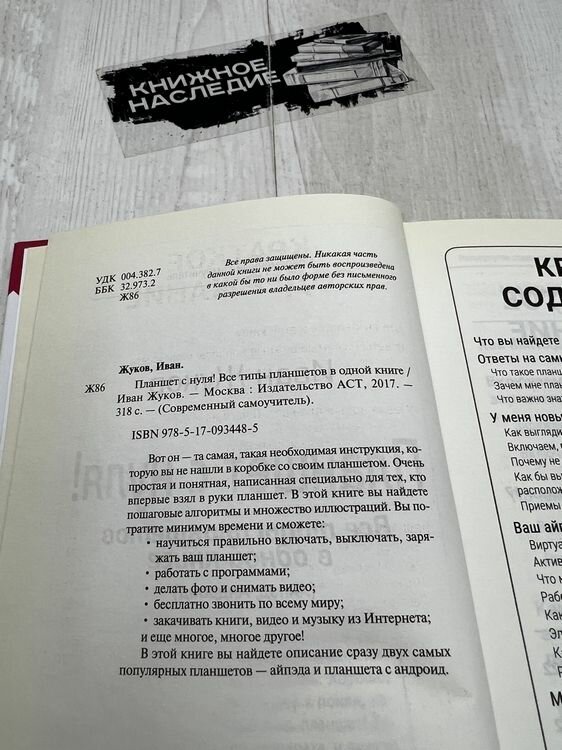 КНИЖНОЕ
НАСЛЕДИЕ
УДК 004.382.7
ББК 32.973.2
Ж86
Все права защищены. Никакая часть
данной книги не может быть воспроизведена
в какой бы то ни было форме без письменного
разрешения владельцев авторских прав.
Жуков, Иван.
Ж86 Планшет с нуля! Все типы планшетов в одной книге /
Иван Жуков. — Москва : Издательство АСТ, 2017. —
318 с. — (Современный самоучитель).
ISBN 978-5-17-093448-5
Вот он — та самая, такая необходимая инструкция, ко-
торую вы не нашли в коробке со своим планшетом. Очень
простая и понятная, написанная специально для тех, кто
впервые взял в руки планшет. В этой книге вы найдете
пошаговые алгоритмы и множество иллюстраций. Вы по-
тратите минимум времени и сможете:
• научиться правильно включать, выключать, заря-
жать ваш планшет;
• работать с программами;
• делать фото и снимать видео;
• бесплатно звонить по всему миру;
• закачивать книги, видео и музыку из Интернета;
и еще многое, многое другое!
В этой книге вы найдете описание сразу двух самых
популярных планшетов — айпэда и планшета с андроид.
КР
СОД
Что вы найдете
Ответы на сами
Что такое план
Зачем мне план
Что важно зна
У меня новы
Как выгляди
Включаем,
Почему не
Как бы вы
располож
Приемы
Ваш ай
Виртуа
Актив
Что м
Рабе
Как
Эл
К